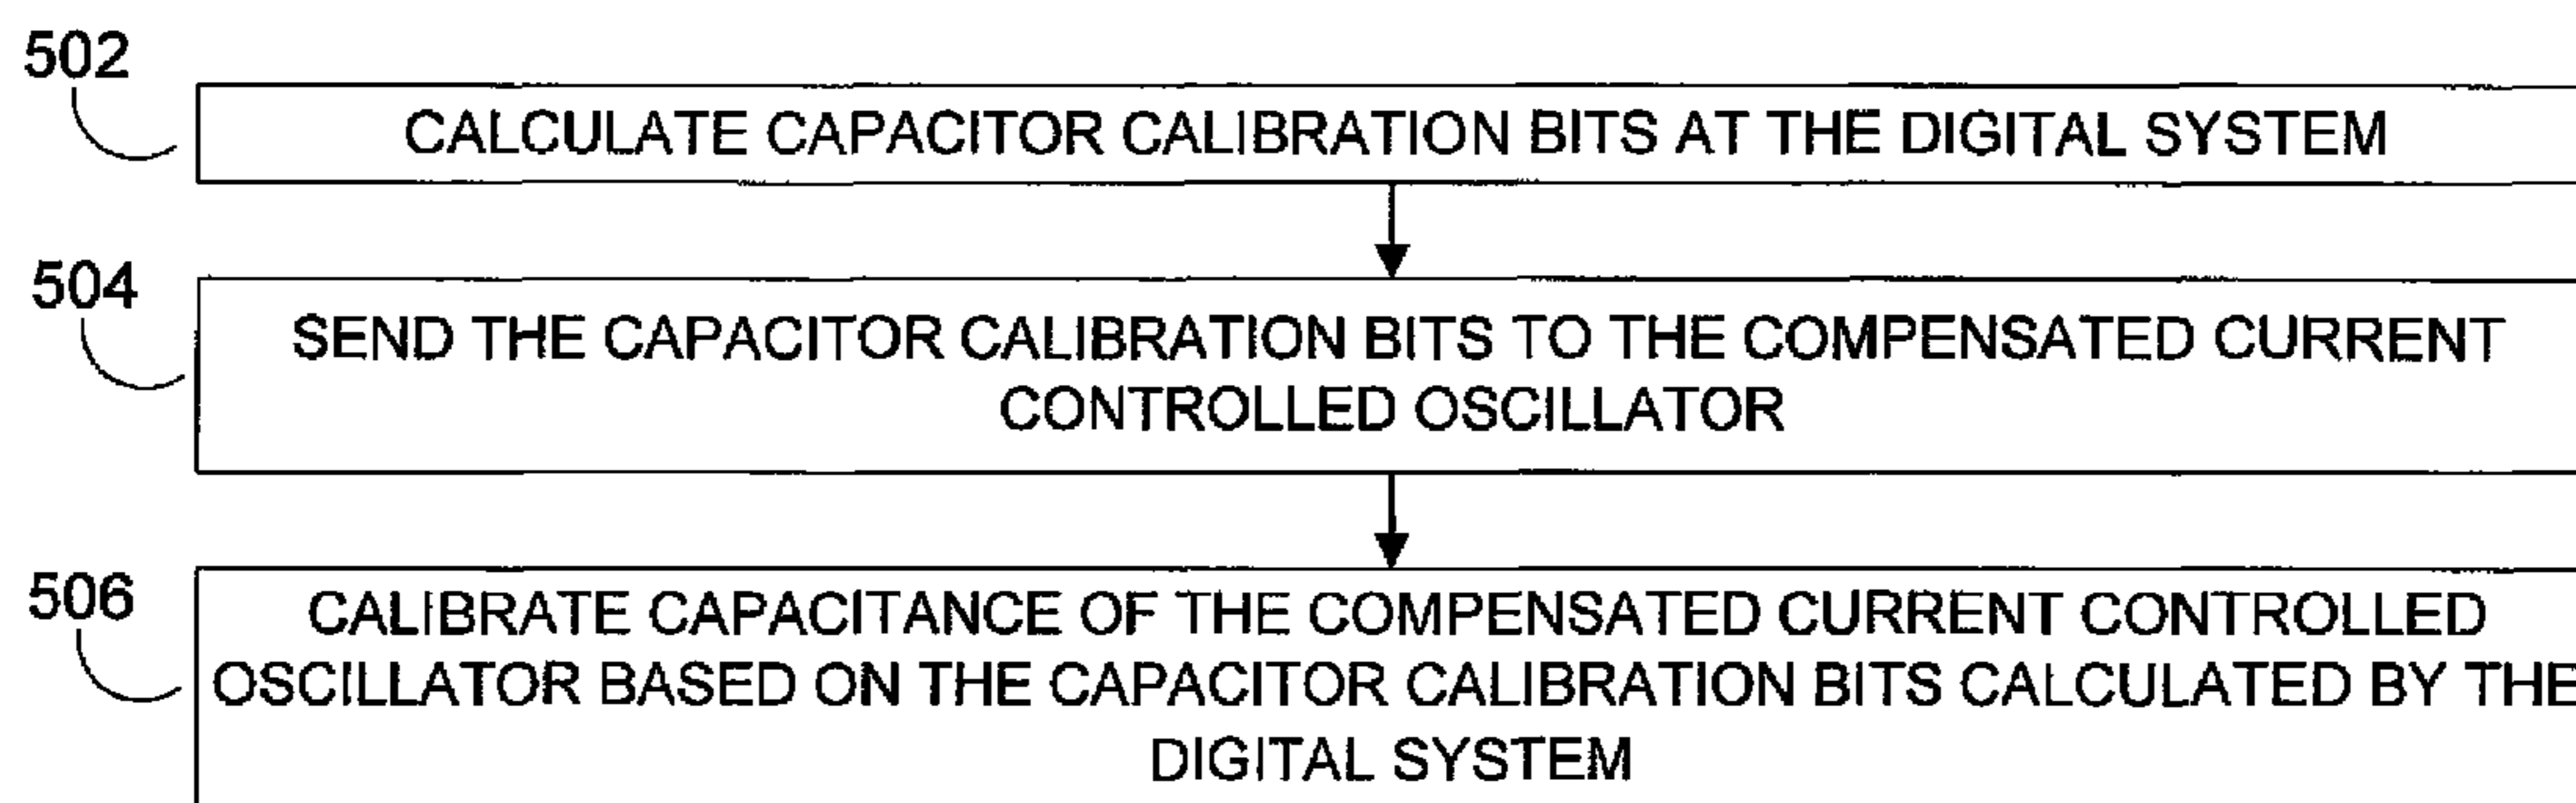 502
CALCULATE CAPACITOR CALIBRATION BITS AT THE DIGITAL SYSTEM
504
SEND THE CAPACITOR CALIBRATION BITS TO THE COMPENSATED CURRENT
CONTROLLED OSCILLATOR
506
CALIBRATE CAPACITANCE OF THE COMPENSATED CURRENT CONTROLLED
OSCILLATOR BASED ON THE CAPACITOR CALIBRATION BITS CALCULATED BY THE
DIGITAL SYSTEM